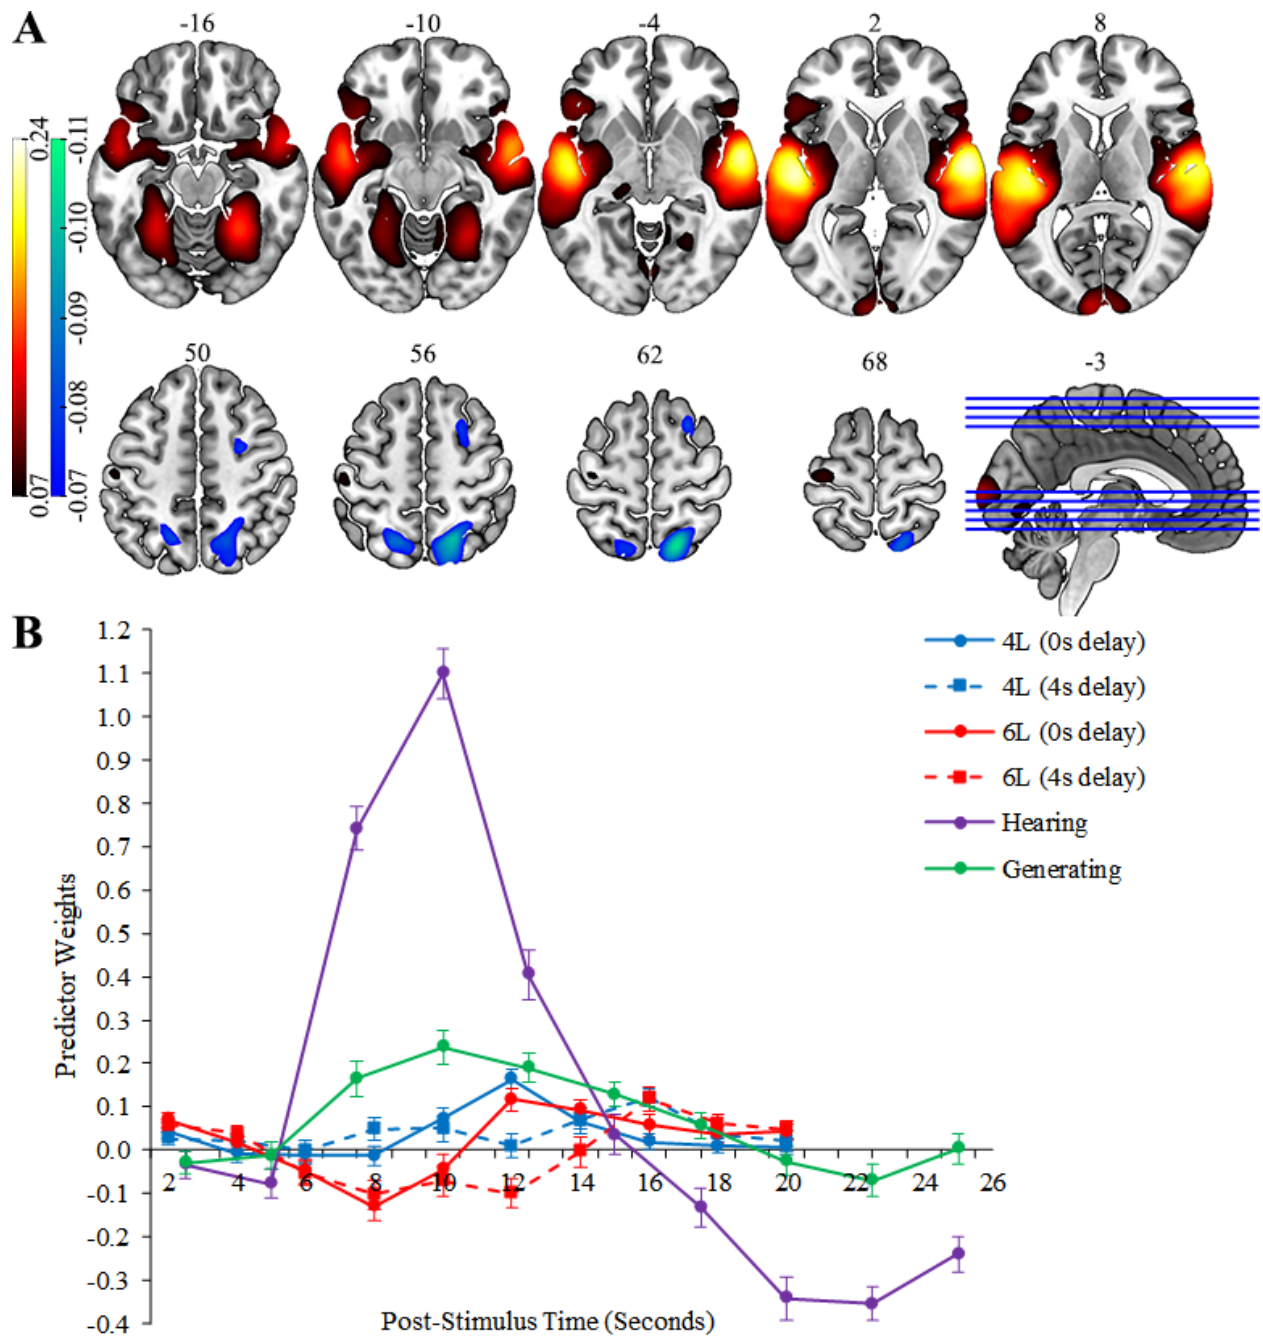 A
-16 -10 -4 2 8
0.24 -0.11
-0.10
-0.09
-0.08
0.07 -0.07
50 56 62 68 -3
B
1.2
1.1
1.0
0.9
0.8
0.7
0.6
0.5
0.4
0.3
0.2
0.1
0.0
-0.1
-0.2
-0.3
-0.4
Predictor Weights
2 4 6 8 10 12 14 16 18 20 22 24 26
Post-Stimulus Time (Seconds)
4L (0s delay)
4L (4s delay)
6L (0s delay)
6L (4s delay)
Hearing
Generating